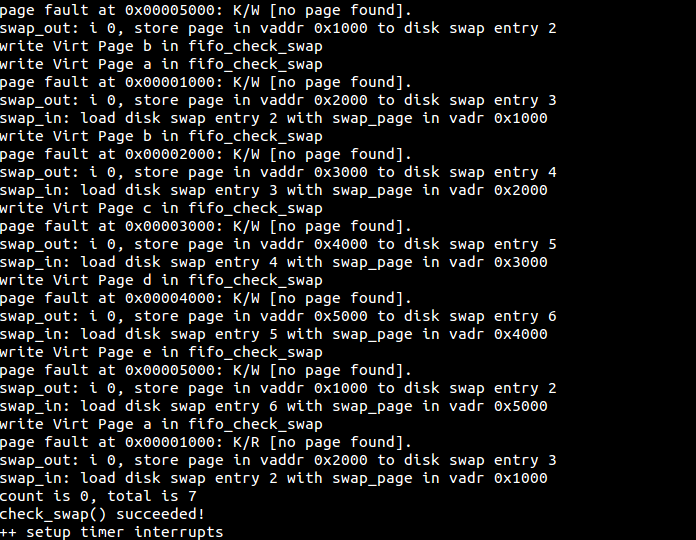 page fault at 0x00005000: K/W [no page found].
swap_out: i 0, store page in vaddr 0x1000 to disk swap entry 2
write Virt Page b in fifo_check_swap
write Virt Page a in fifo_check_swap
page fault at 0x00001000: K/W [no page found].
swap_out: i 0, store page in vaddr 0x2000 to disk swap entry 3
swap_in: load disk swap entry 2 with swap_page in vadr 0x1000
write Virt Page b in fifo_check_swap
page fault at 0x00002000: K/W [no page found].
swap_out: i 0, store page in vaddr 0x3000 to disk swap entry 4
swap_in: load disk swap entry 3 with swap_page in vadr 0x2000
write Virt Page c in fifo_check_swap
page fault at 0x00003000: K/W [no page found].
swap_out: i 0, store page in vaddr 0x4000 to disk swap entry 5
swap_in: load disk swap entry 4 with swap_page in vadr 0x3000
write Virt Page d in fifo_check_swap
page fault at 0x00004000: K/W [no page found].
swap_out: i 0, store page in vaddr 0x5000 to disk swap entry 6
swap_in: load disk swap entry 5 with swap_page in vadr 0x4000
write Virt Page e in fifo_check_swap
page fault at 0x00005000: K/W [no page found].
swap_out: i 0, store page in vaddr 0x1000 to disk swap entry 2
swap_in: load disk swap entry 6 with swap_page in vadr 0x5000
write Virt Page a in fifo_check_swap
page fault at 0x00001000: K/R [no page found].
swap_out: i 0, store page in vaddr 0x2000 to disk swap entry 3
swap_in: load disk swap entry 2 with swap_page in vadr 0x1000
count is 0, total is 7
check_swap() succeeded!
++ setup timer interrupts